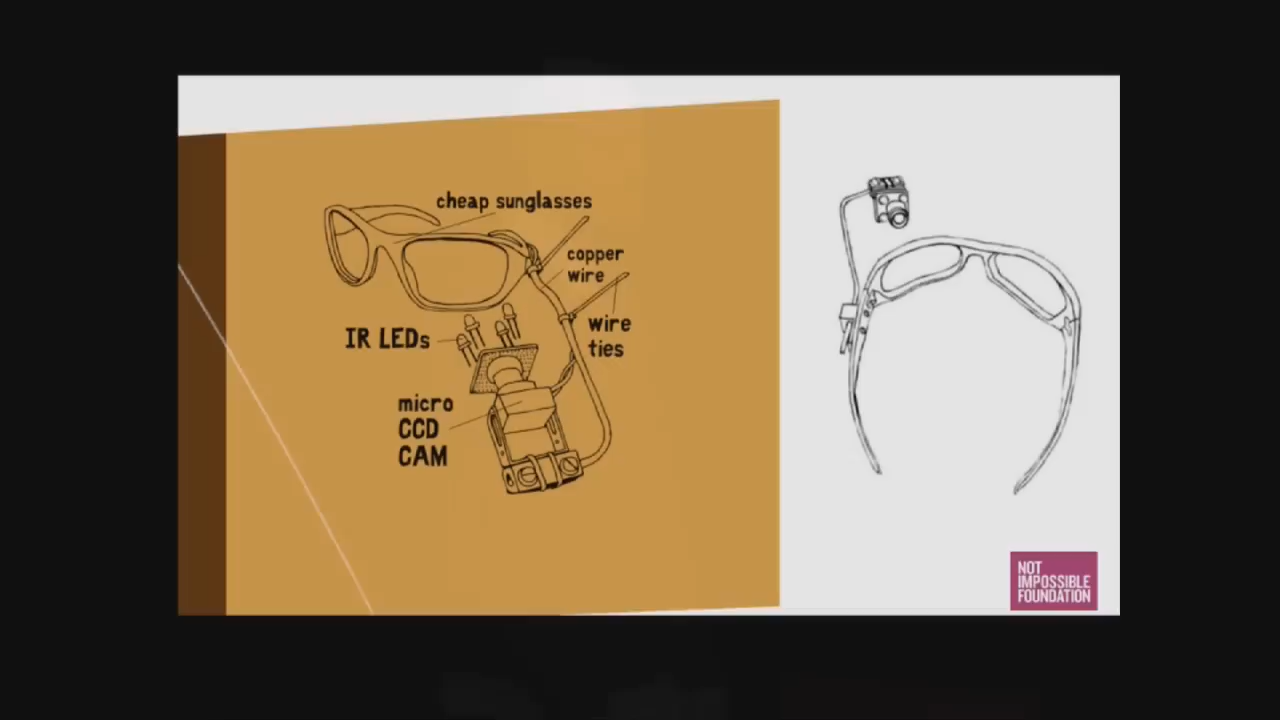 cheap sunglasses
copper
wire
IR LEDs
wire
ties
micro
CCD
CAM
NOT
IMPOSSIBLE
FOUNDATION